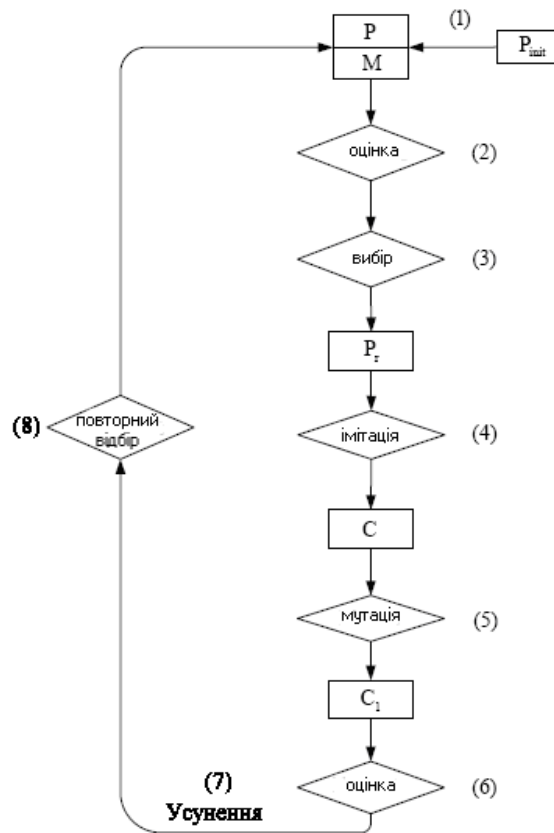 (1)
P
P_init
M
оцінка
(2)
вибір
(3)
P_r
повторний
відбір
(8)
імітація
(4)
C
мутація
(5)
C_1
(7)
Усунення
оцінка
(6)